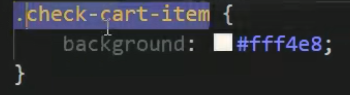 .check-cart-item {
background: #fff4e8;
}